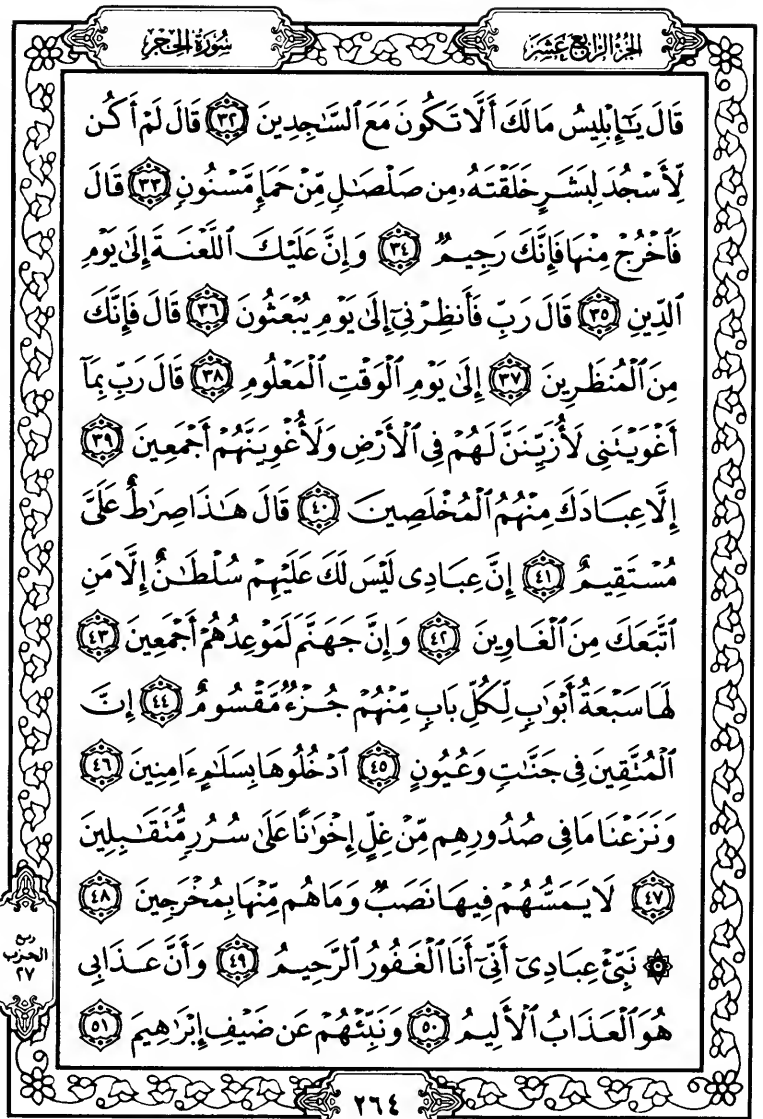 الجزء الرابع عشر
سورة الحجر
قَالَ يَٰٓإِبۡلِيسُ مَالَكَ أَلَّا تَكُونَ مَعَ ٱلسَّٰجِدِينَ ٣٢ قَالَ لَمۡ أَكُن
لِّأَسۡجُدَ لِبَشَرٍ خَلَقۡتَهُۥ مِن صَلۡصَٰلٖ مِّنۡ حَمَإٖ مَّسۡنُونٖ ٣٣ قَالَ
فَٱخۡرُجۡ مِنۡهَا فَإِنَّكَ رَجِيمٞ ٣٤ وَإِنَّ عَلَيۡكَ ٱللَّعۡنَةَ إِلَىٰ يَوۡمِ
ٱلدِّينِ ٣٥ قَالَ رَبِّ فَأَنظِرۡنِيٓ إِلَىٰ يَوۡمِ يُبۡعَثُونَ ٣٦ قَالَ فَإِنَّكَ
مِنَ ٱلۡمُنظَرِينَ ٣٧ إِلَىٰ يَوۡمِ ٱلۡوَقۡتِ ٱلۡمَعۡلُومِ ٣٨ قَالَ رَبِّ بِمَآ
أَغۡوَيۡتَنِي لَأُزَيِّنَنَّ لَهُمۡ فِي ٱلۡأَرۡضِ وَلَأُغۡوِيَنَّهُمۡ أَجۡمَعِينَ ٣٩
إِلَّا عِبَادَكَ مِنۡهُمُ ٱلۡمُخۡلَصِينَ ٤٠ قَالَ هَٰذَا صِرَٰطٌ عَلَيَّ
مُسۡتَقِيمٌ ٤١ إِنَّ عِبَادِي لَيۡسَ لَكَ عَلَيۡهِمۡ سُلۡطَٰنٌ إِلَّا مَنِ
ٱتَّبَعَكَ مِنَ ٱلۡغَاوِينَ ٤٢ وَإِنَّ جَهَنَّمَ لَمَوۡعِدُهُمۡ أَجۡمَعِينَ ٤٣
لَهَا سَبۡعَةُ أَبۡوَٰبٖ لِّكُلِّ بَابٖ مِّنۡهُمۡ جُزۡءٞ مَّقۡسُومٌ ٤٤ إِنَّ
ٱلۡمُتَّقِينَ فِي جَنَّٰتٖ وَعُيُونٍ ٤٥ ٱدۡخُلُوهَا بِسَلَٰمٍ ءَامِنِينَ ٤٦
وَنَزَعۡنَا مَا فِي صُدُورِهِم مِّنۡ غِلٍّ إِخۡوَٰنًا عَلَىٰ سُرُرٖ مُّتَقَٰبِلِينَ
٤٧ لَا يَمَسُّهُمۡ فِيهَا نَصَبٞ وَمَا هُم مِّنۡهَا بِمُخۡرَجِينَ ٤٨
۞ نَبِّئۡ عِبَادِيٓ أَنِّيٓ أَنَا ٱلۡغَفُورُ ٱلرَّحِيمُ ٤٩ وَأَنَّ عَذَابِي
هُوَ ٱلۡعَذَابُ ٱلۡأَلِيمُ ٥٠ وَنَبِّئۡهُمۡ عَن ضَيۡفِ إِبۡرَٰهِيمَ ٥١
ربع
الحزب
٢٧
٢٦٤